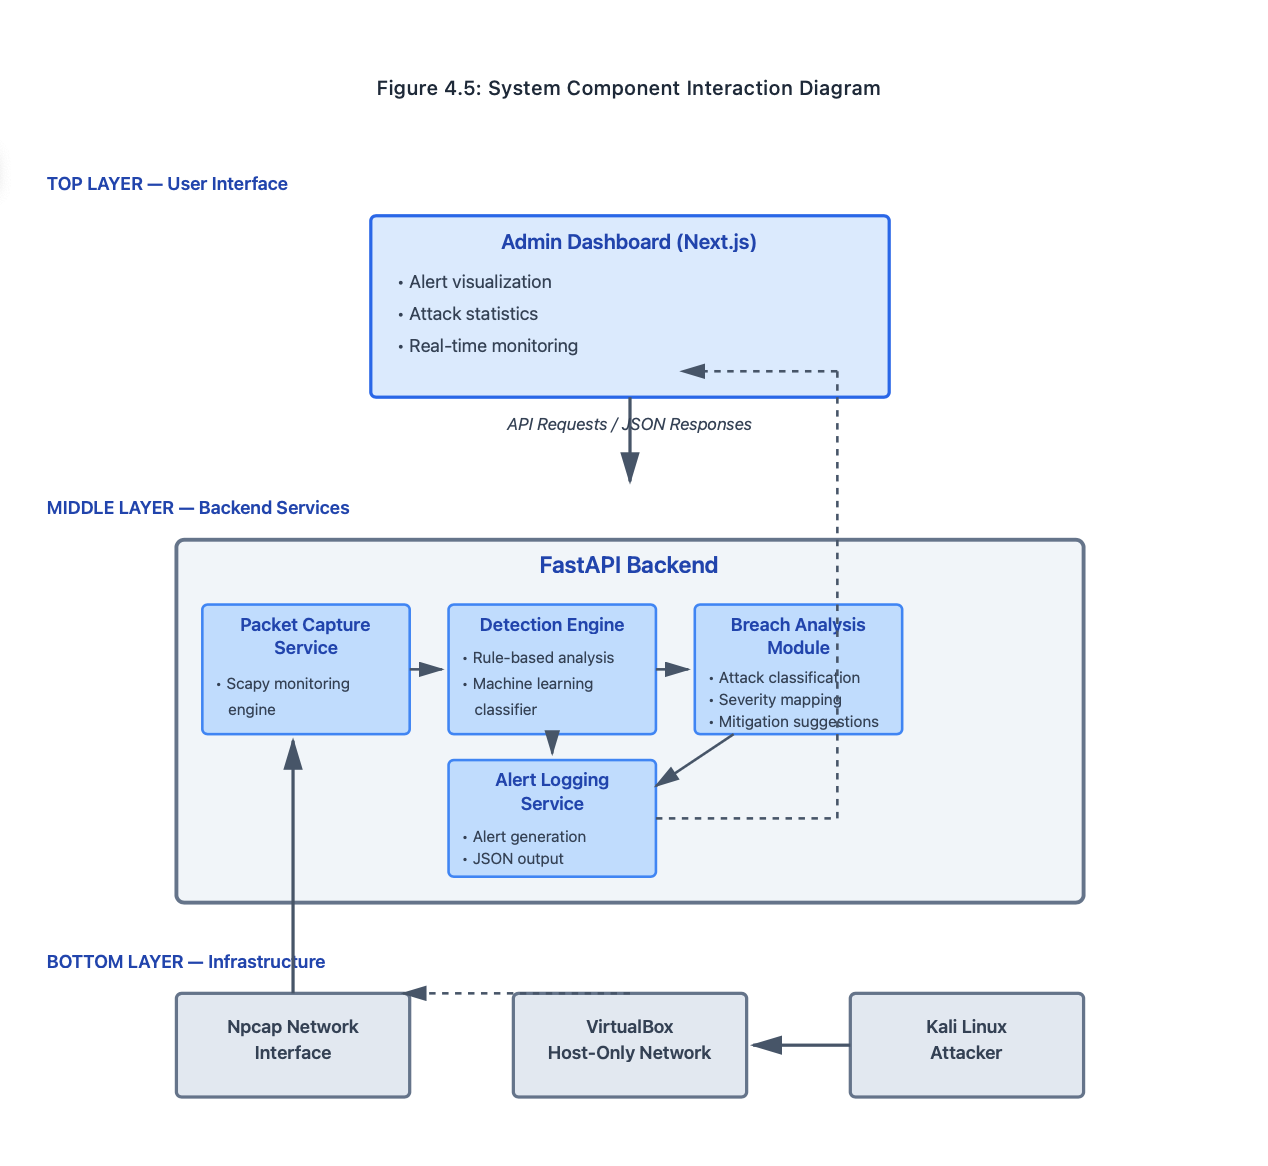 Figure 4.5: System Component Interaction Diagram
TOP LAYER — User Interface
Admin Dashboard (Next.js)
• Alert visualization
• Attack statistics
• Real-time monitoring
API Requests / JSON Responses
MIDDLE LAYER — Backend Services
FastAPI Backend
Packet Capture
Service
• Scapy monitoring
engine
Detection Engine
• Rule-based analysis
• Machine learning
classifier
Breach Analysis
Module
• Attack classification
• Severity mapping
• Mitigation suggestions
Alert Logging
Service
• Alert generation
• JSON output
BOTTOM LAYER — Infrastructure
Npcap Network
Interface
VirtualBox
Host-Only Network
Kali Linux
Attacker